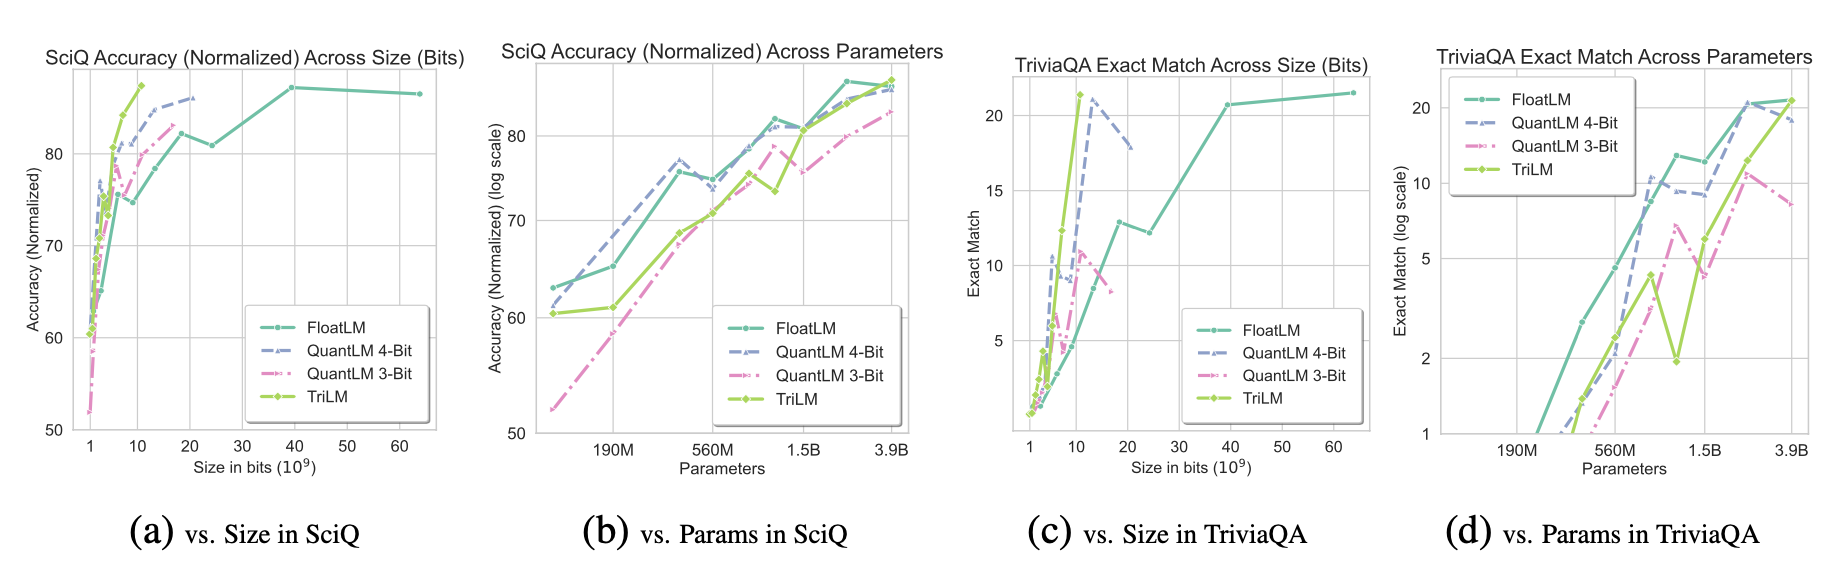 SciQ Accuracy (Normalized) Across Size (Bits)
Accuracy (Normalized)
80
70
60
50
FloatLM
QuantLM 4-Bit
QuantLM 3-Bit
TriLM
1 10 20 30 40 50 60
Size in bits (10⁹)
(a) vs. Size in SciQ
SciQ Accuracy (Normalized) Across Parameters
Accuracy (Normalized) (log scale)
80
70
60
50
FloatLM
QuantLM 4-Bit
QuantLM 3-Bit
TriLM
190M 560M 1.5B 3.9B
Parameters
(b) vs. Params in SciQ
TriviaQA Exact Match Across Size (Bits)
Exact Match
20
15
10
5
FloatLM
QuantLM 4-Bit
QuantLM 3-Bit
TriLM
1 10 20 30 40 50 60
Size in bits (10⁹)
(c) vs. Size in TriviaQA
TriviaQA Exact Match Across Parameters
Exact Match (log scale)
20
10
5
2
1
FloatLM
QuantLM 4-Bit
QuantLM 3-Bit
TriLM
190M 560M 1.5B 3.9B
Parameters
(d) vs. Params in TriviaQA